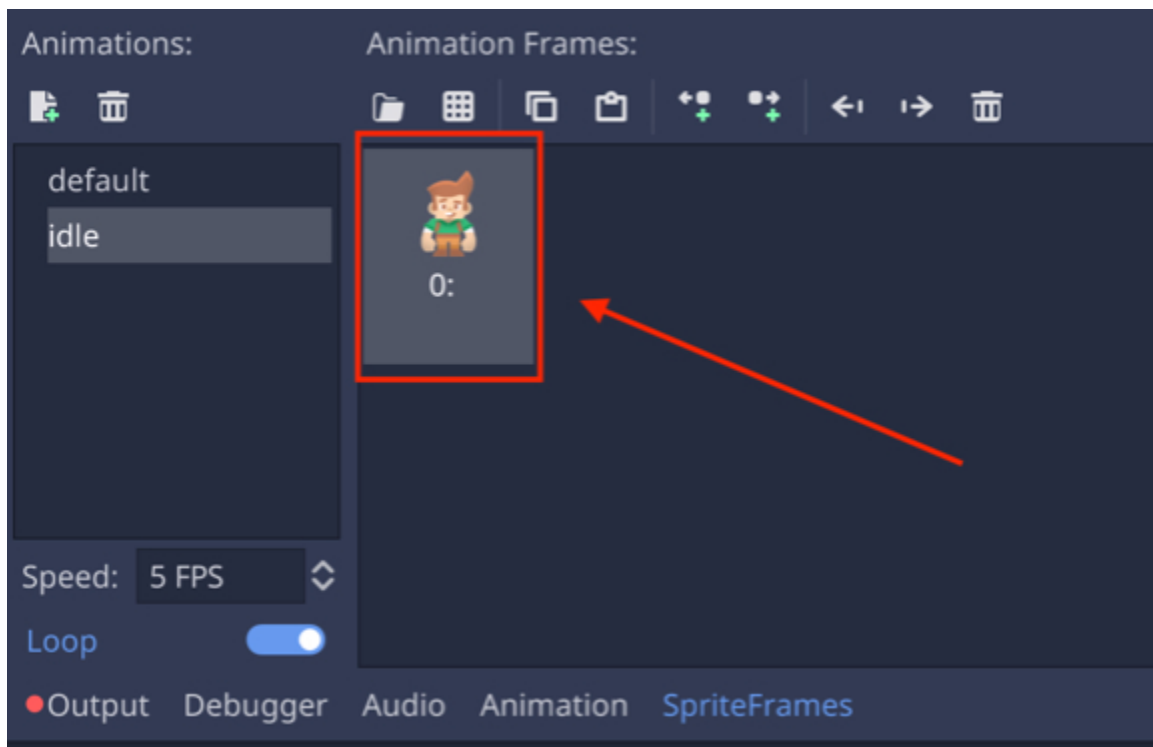 Animations:
Animation Frames:
default
idle
0:
Speed: 5 FPS
Loop
Output Debugger Audio Animation SpriteFrames